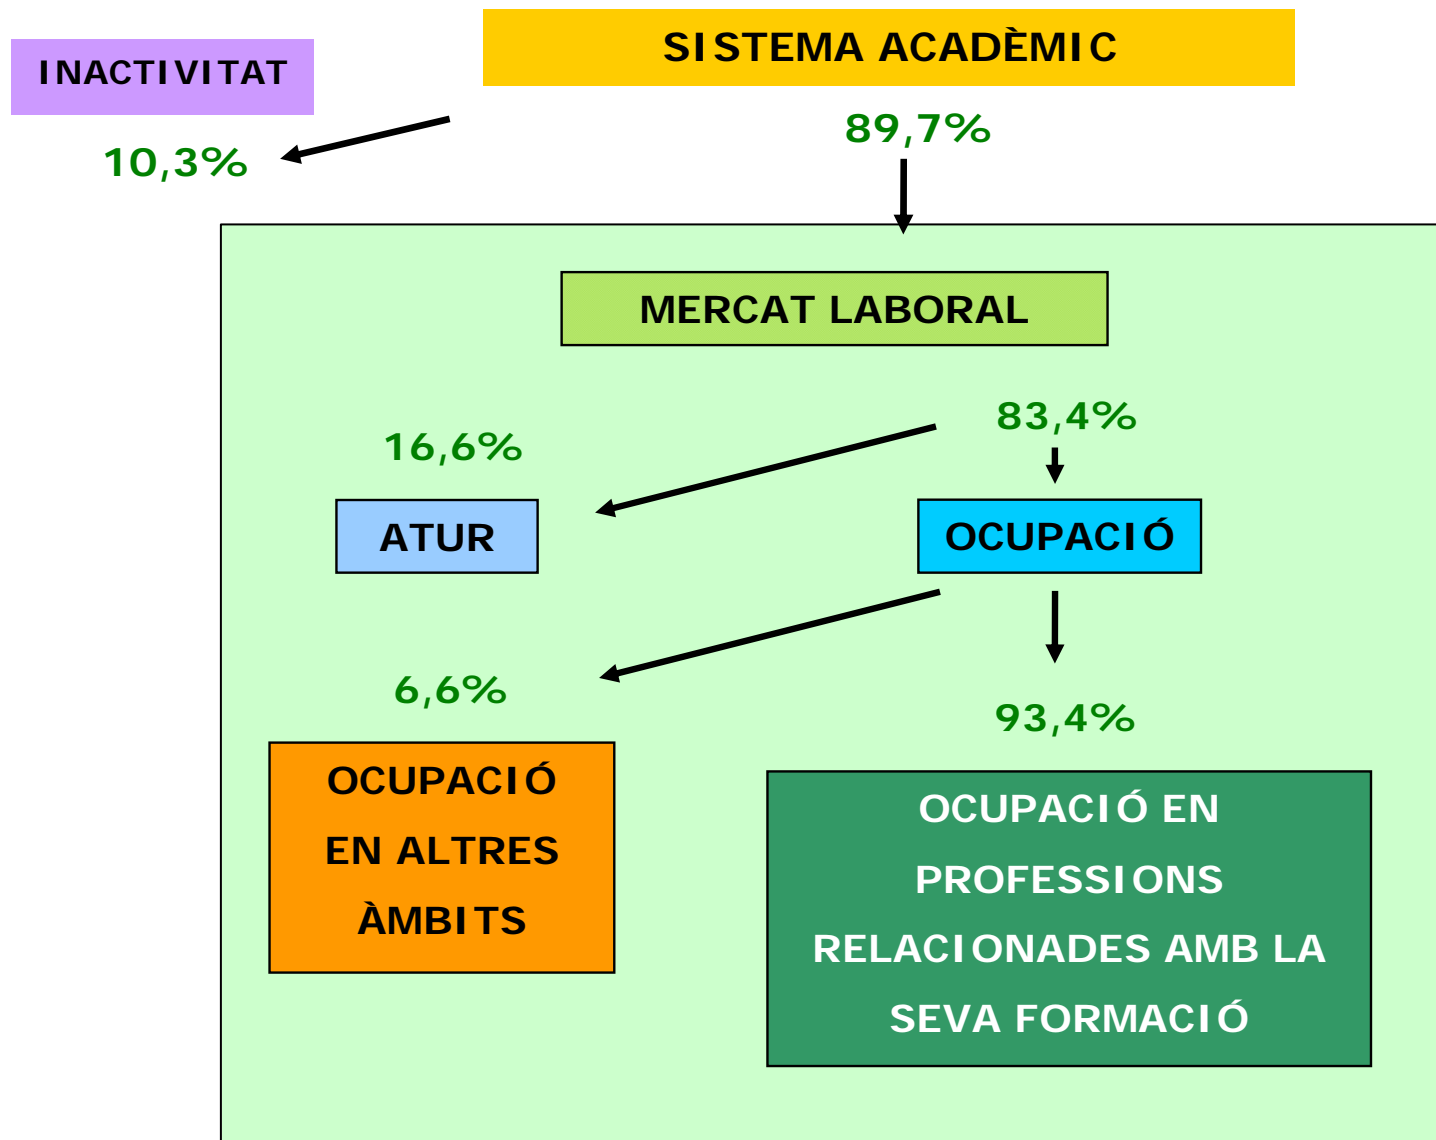 SISTEMA ACADÈMIC
INACTIVITAT
89,7%
10,3%
MERCAT LABORAL
83,4%
16,6%
ATUR
OCUPACIÓ
6,6%
93,4%
OCUPACIÓ
EN ALTRES
ÀMBITS
OCUPACIÓ EN
PROFESSIONS
RELACIONADES AMB LA
SEVA FORMACIÓ